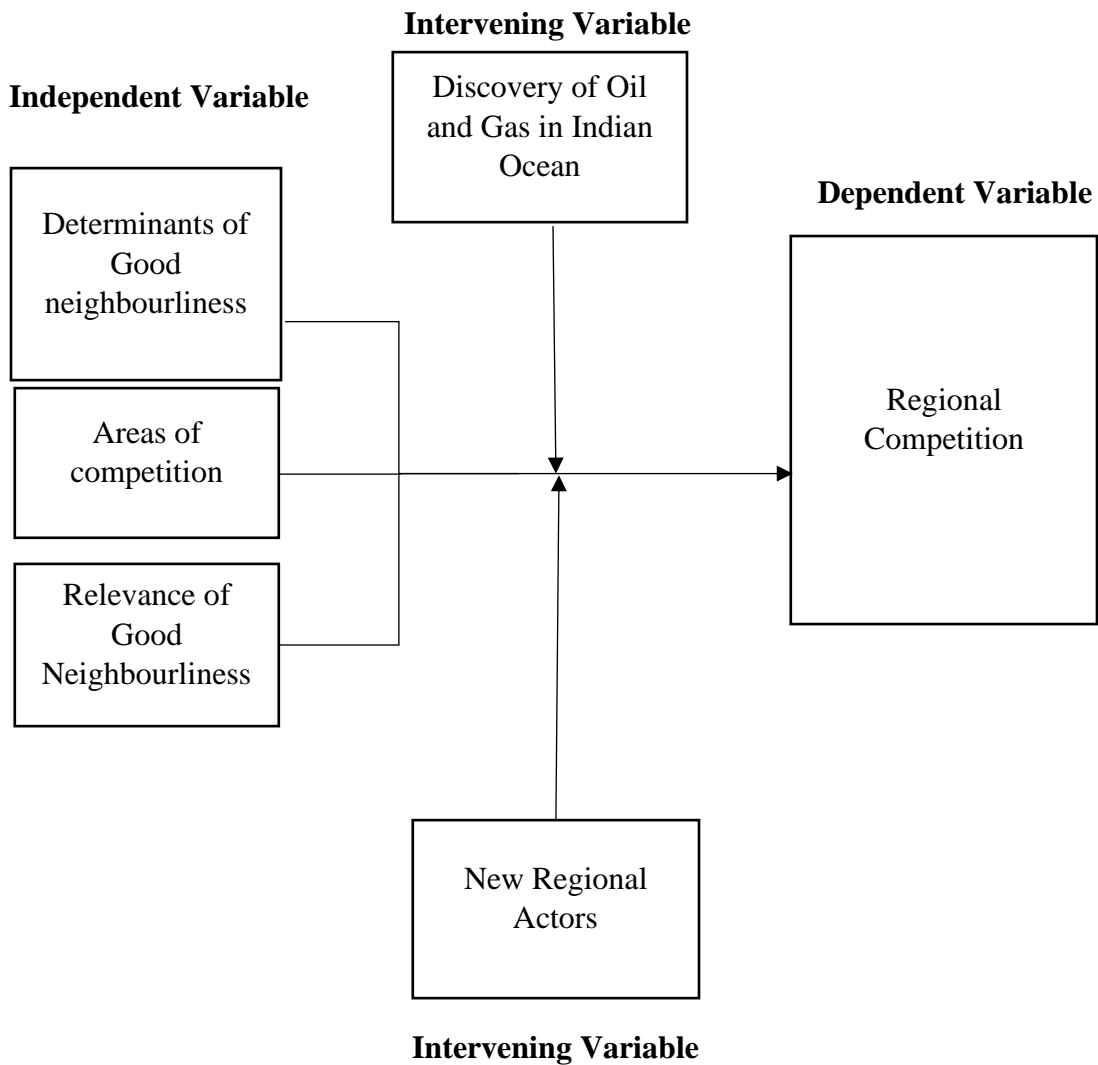 Intervening Variable
Discovery of Oil
and Gas in Indian
Ocean
Independent Variable
Determinants of
Good
neighbourliness
Areas of
competition
Relevance of
Good
Neighbourliness
Dependent Variable
Regional
Competition
New Regional
Actors
Intervening Variable